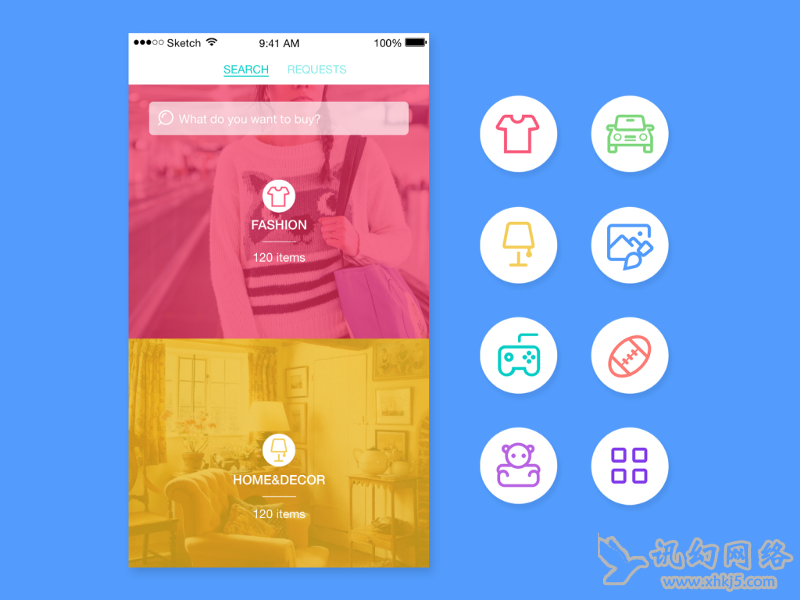 Sketch 9:41 AM 100%
SEARCH REQUESTS
What do you want to buy?
FASHION
120 items
HOME&DECOR
120 items
讯幻网络
www.xhkj5.com